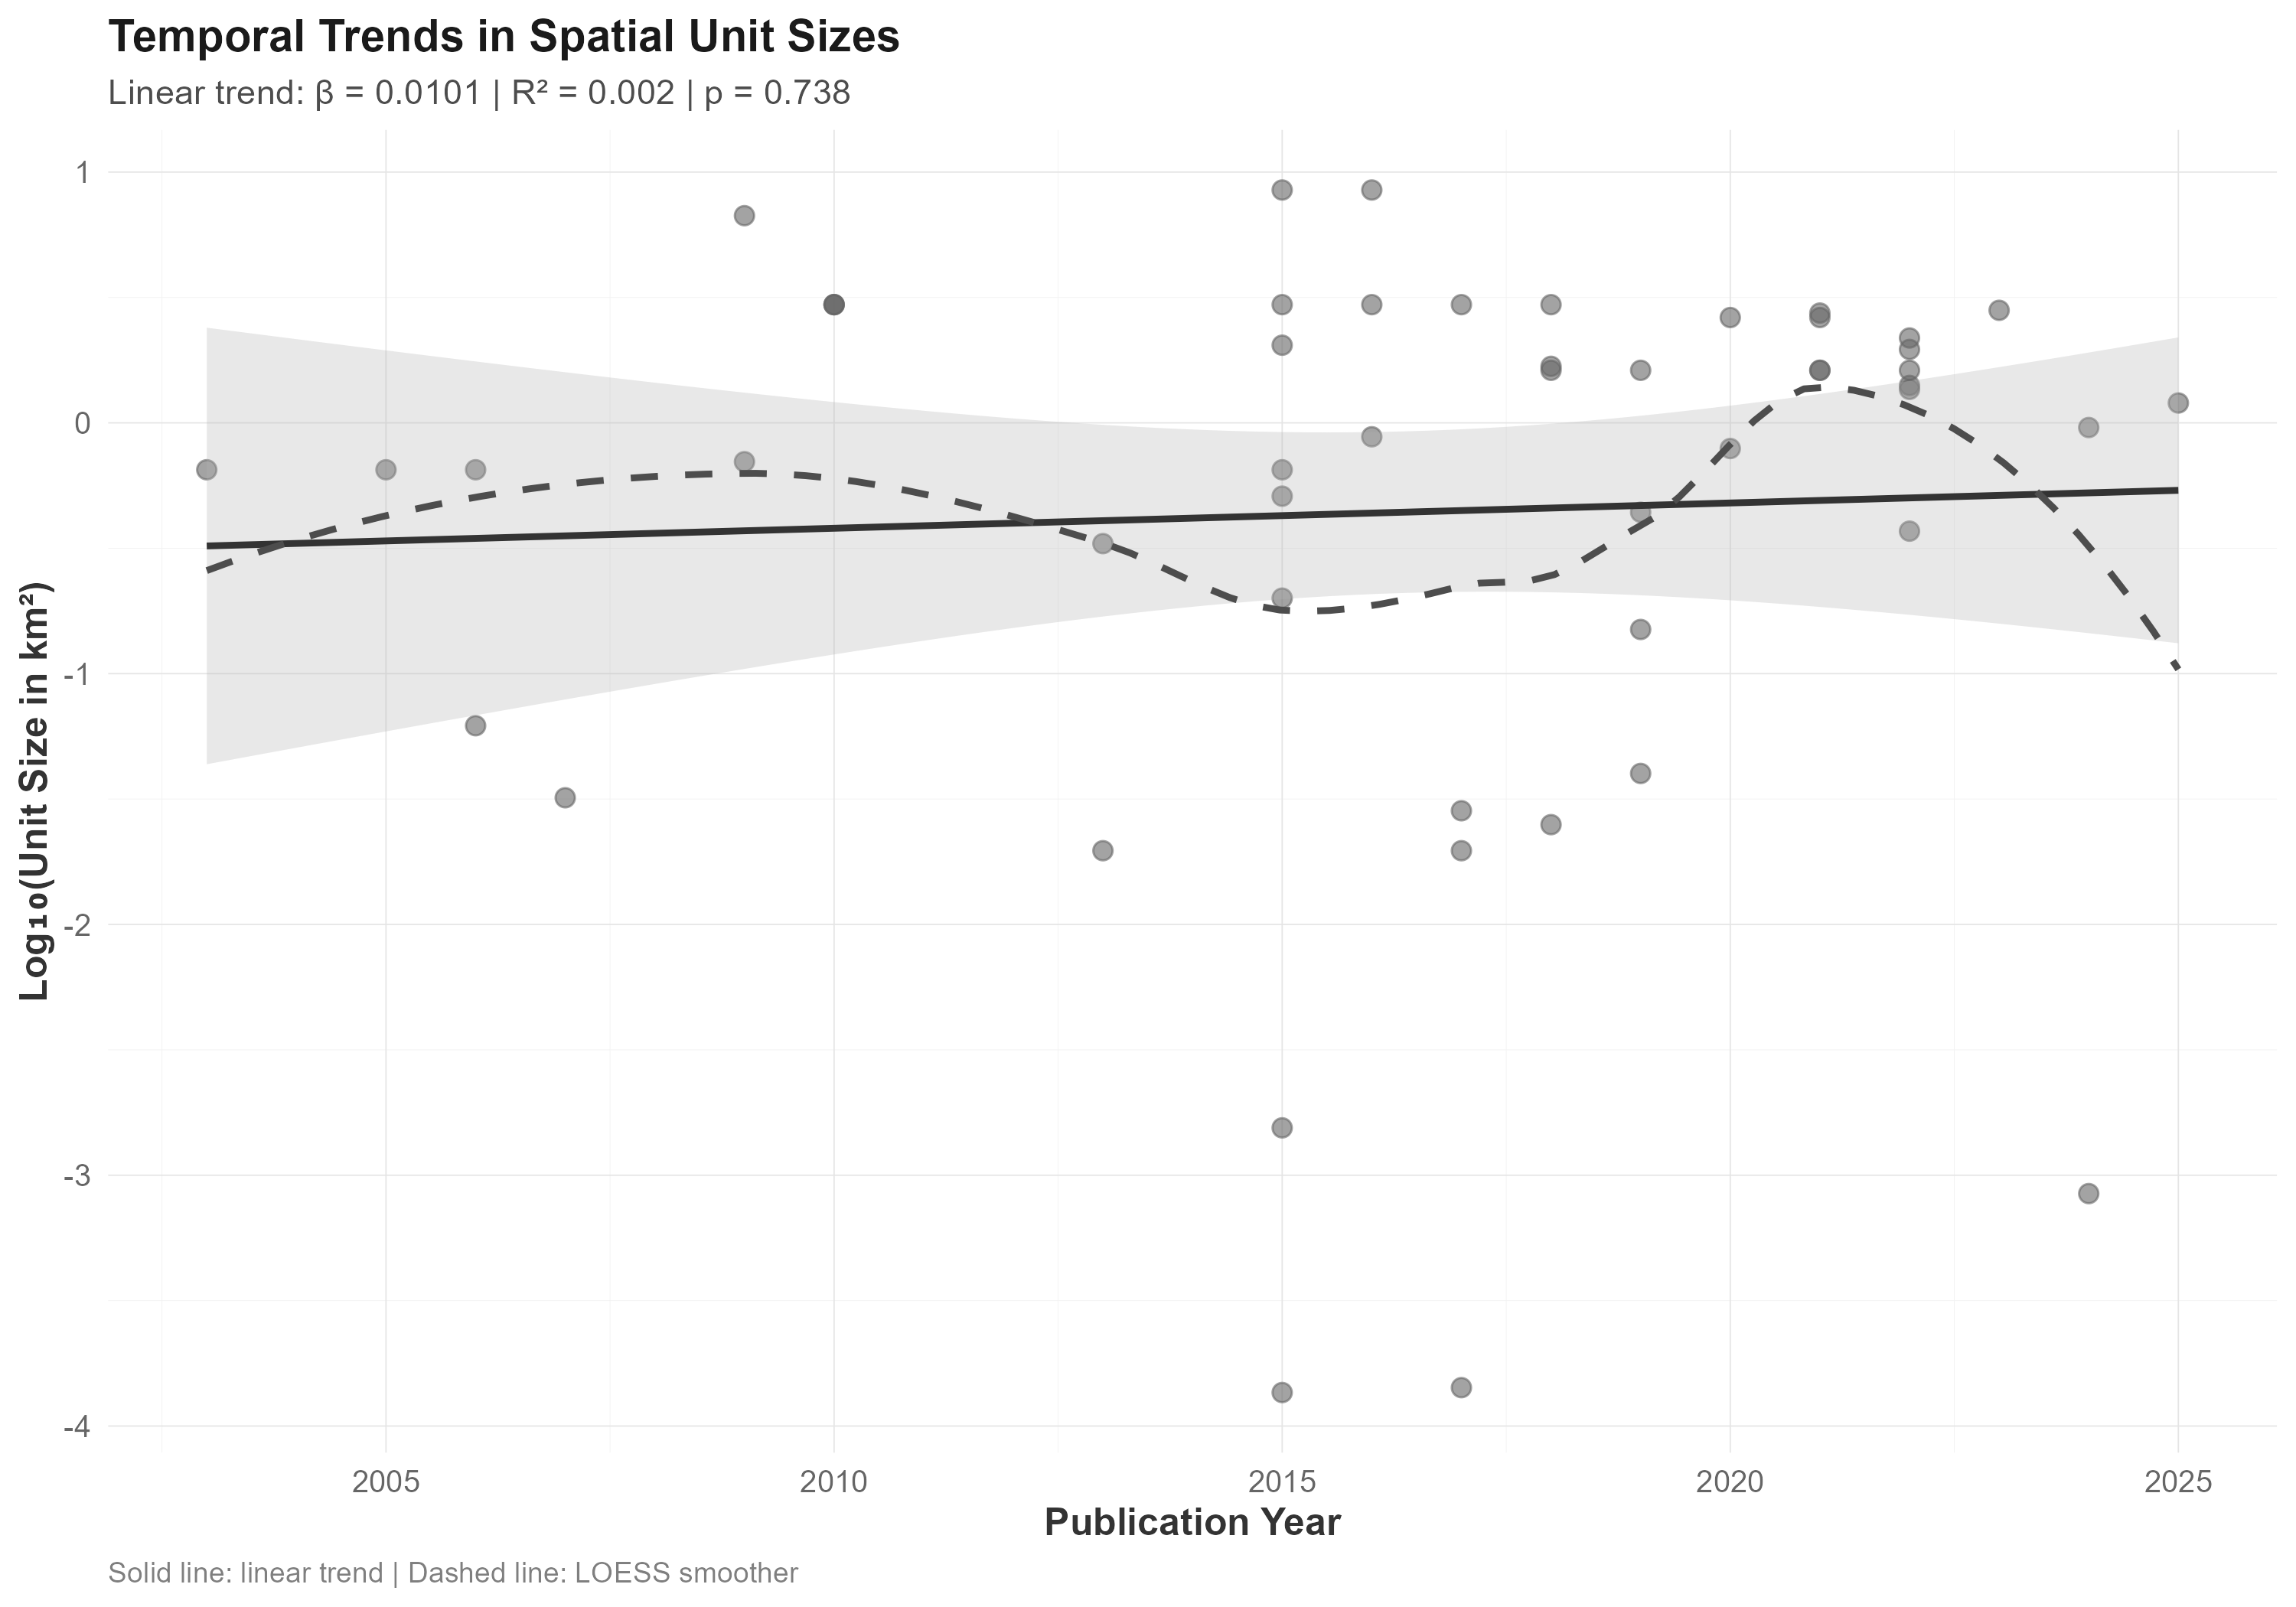 Temporal Trends in Spatial Unit Sizes
Linear trend: β = 0.0101 | R² = 0.002 | p = 0.738
Log₁₀(Unit Size in km²)
1
0
-1
-2
-3
-4
2005
2010
2015
2020
2025
Publication Year
Solid line: linear trend | Dashed line: LOESS smoother